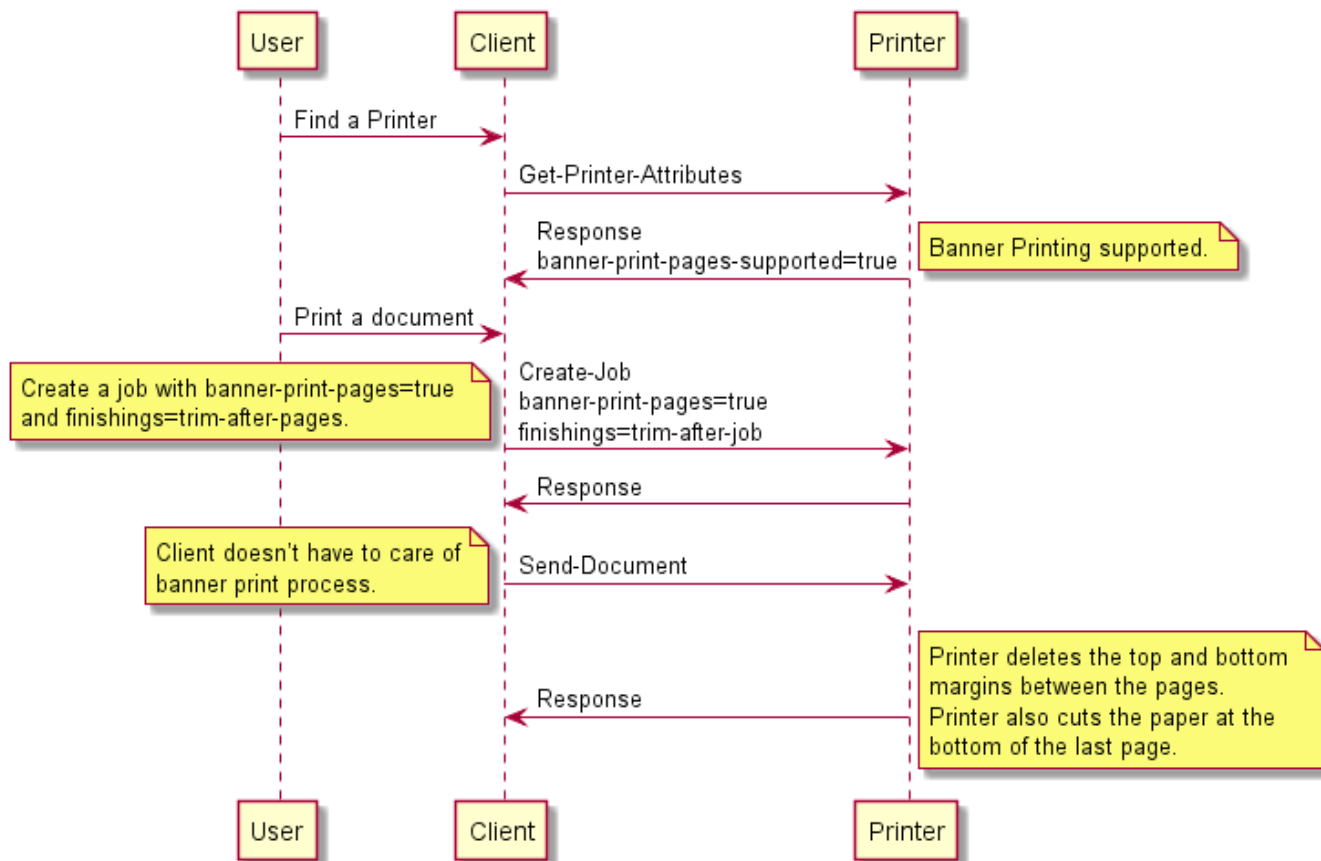 User
Client
Printer
Find a Printer
Get-Printer-Attributes
Response
banner-print-pages-supported=true
Banner Printing supported.
Print a document
Create a job with banner-print-pages=true
and finishings=trim-after-pages.
Create-Job
banner-print-pages=true
finishings=trim-after-job
Response
Client doesn't have to care of
banner print process.
Send-Document
Printer deletes the top and bottom
margins between the pages.
Printer also cuts the paper at the
bottom of the last page.
Response
User
Client
Printer